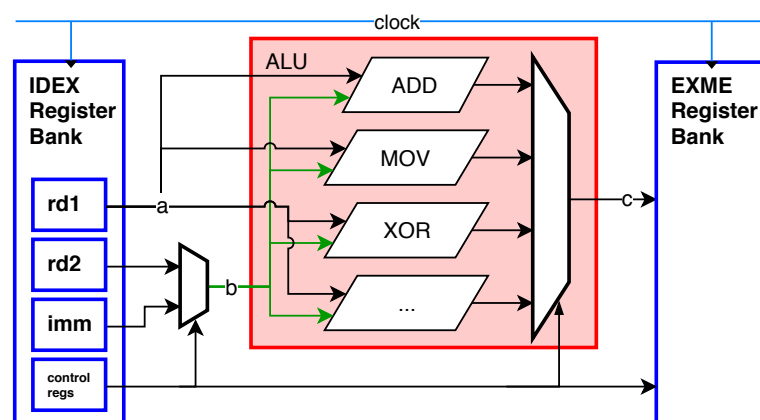 clock
IDEX
Register
Bank
ALU
ADD
EXME
Register
Bank
MOV
rd1
a
c
XOR
rd2
b
imm
...
control
regs